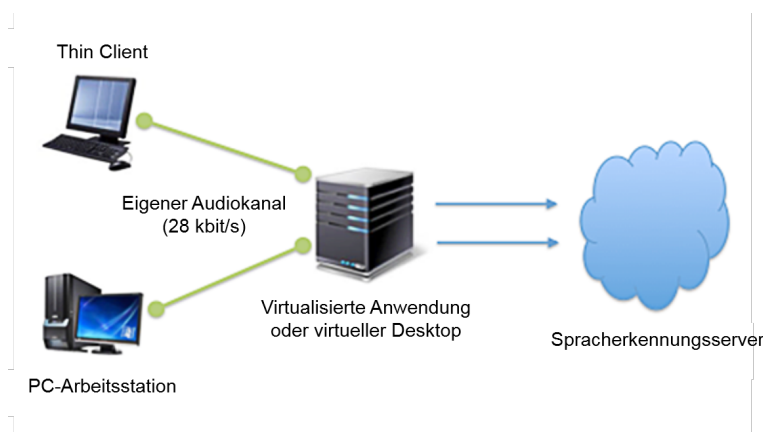 Thin Client
Eigener Audiokanal
(28 kbit/s)
Virtualisierte Anwendung
oder virtueller Desktop
Spracherkennungsserver
PC-Arbeitsstation